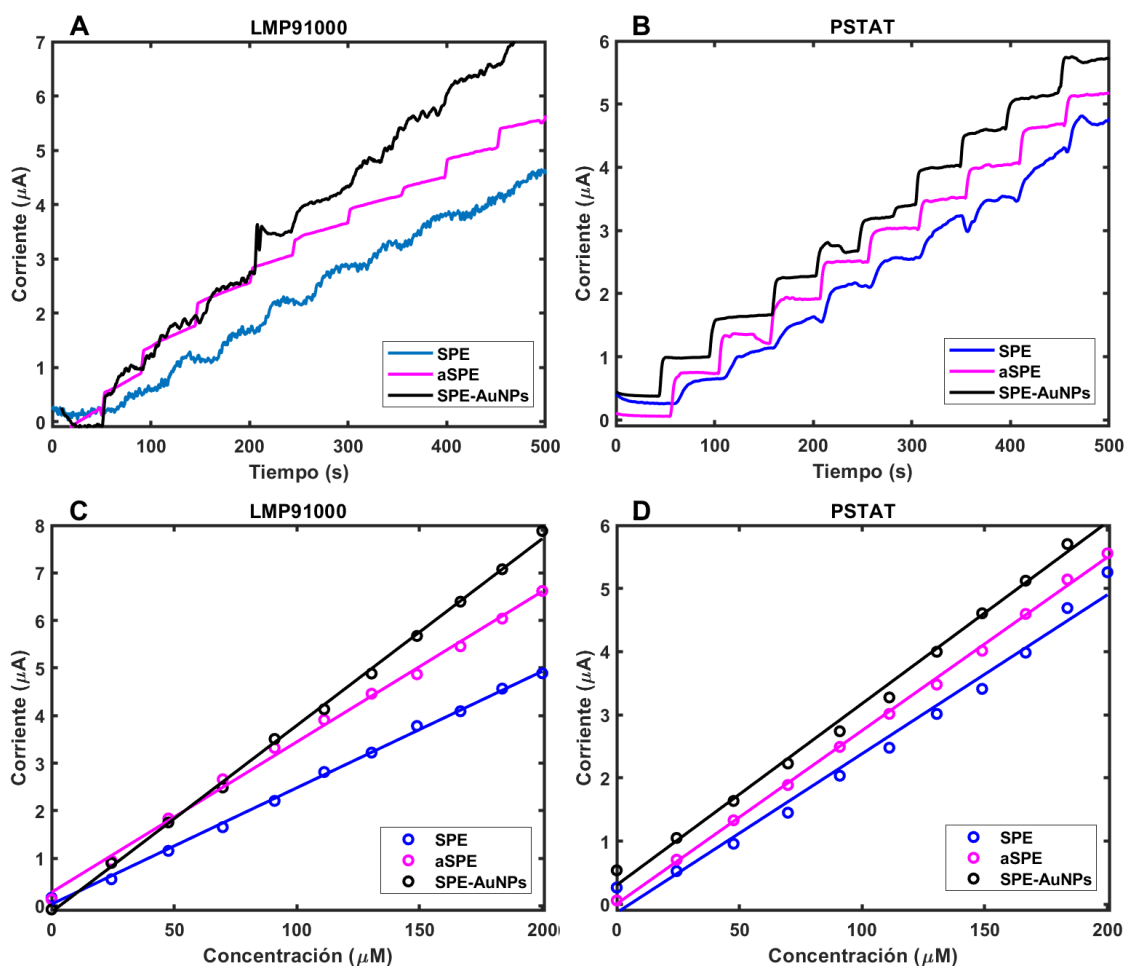 A
LMP91000
7
6
5
4
3
2
1
0
0
100
200
300
400
500
Corriente (μA)
Tiempo (s)
SPE
aSPE
SPE-AuNPs
B
PSTAT
6
5
4
3
2
1
0
0
100
200
300
400
500
Corriente (μA)
Tiempo (s)
SPE
aSPE
SPE-AuNPs
C
LMP91000
8
7
6
5
4
3
2
1
0
0
50
100
150
200
Corriente (μA)
Concentración (μM)
SPE
aSPE
SPE-AuNPs
D
PSTAT
6
5
4
3
2
1
0
0
50
100
150
200
Corriente (μA)
Concentración (μM)
SPE
aSPE
SPE-AuNPs